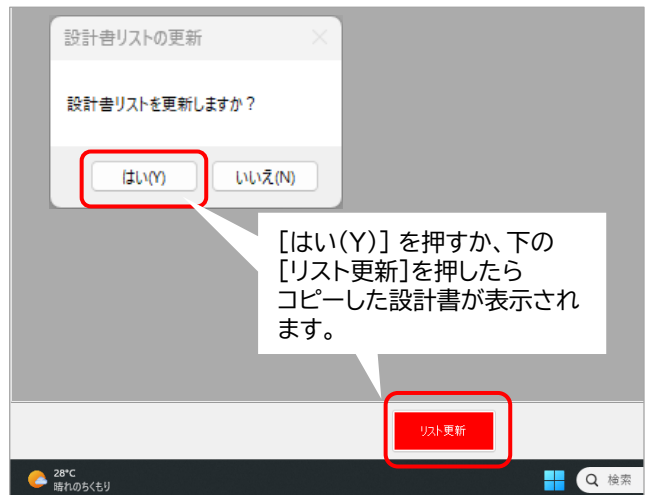 設計書リストの更新
設計書リストを更新しますか？
はい(Y)
いいえ(N)
[はい(Y)] を押すか、下の
[リスト更新]を押したら
コピーした設計書が表示され
ます。
リスト更新
28°C
晴れのちくもり
検索